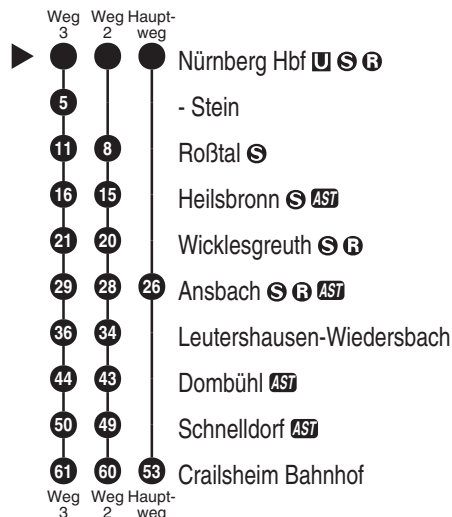 Weg Weg Haupt-
3 2 weg
Nürnberg Hbf U S R
5 - Stein
11 8 Roßtal S
16 15 Heilsbronn S AST
21 20 Wicklesgreuth S R
29 28 26 Ansbach S R AST
36 34 Leutershausen-Wiedersbach
44 43 Dombühl AST
50 49 Schnelldorf AST
61 60 53 Crailsheim Bahnhof
Weg Weg Haupt-
3 2 weg